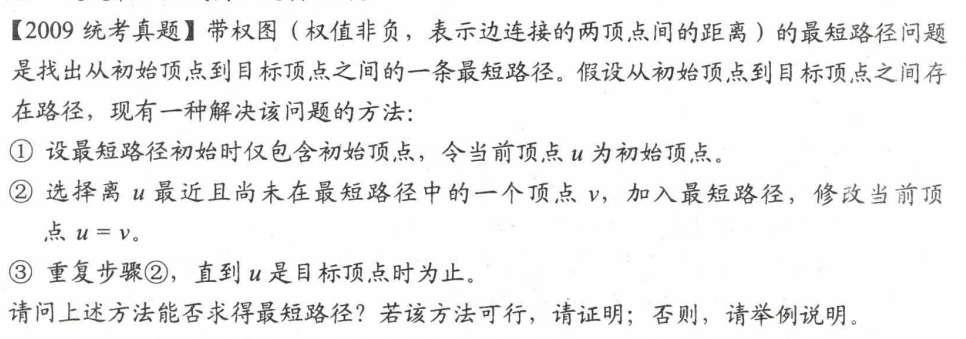 【2009 统考真题】带权图（权值非负，表示边连接的两顶点间的距离）的最短路径问题
是找出从初始顶点到目标顶点之间的一条最短路径。假设从初始顶点到目标顶点之间存
在路径，现有一种解决该问题的方法：
① 设最短路径初始时仅包含初始顶点，令当前顶点 u 为初始顶点。
② 选择离 u 最近且尚未在最短路径中的一个顶点 v，加入最短路径，修改当前顶
点 u = v。
③ 重复步骤②，直到 u 是目标顶点时为止。
请问上述方法能否求得最短路径？若该方法可行，请证明；否则，请举例说明。